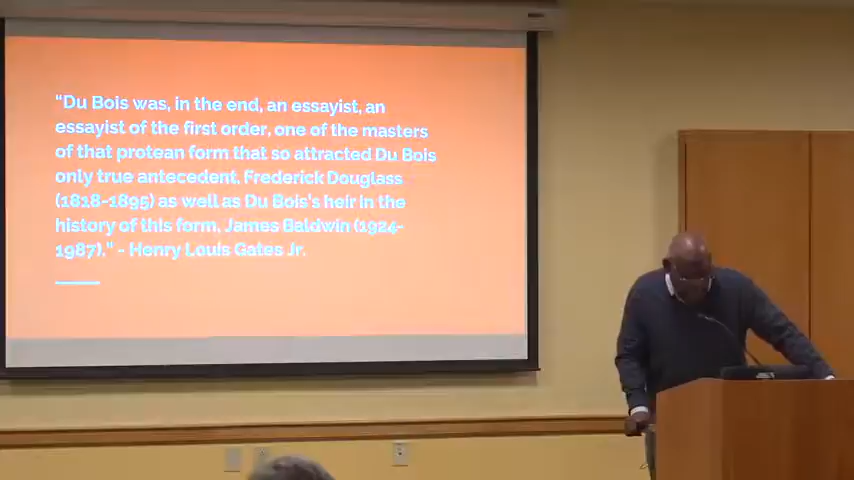 "Du Bois was, in the end, an essayist, an
essayist of the first order, one of the masters
of that protean form that so attracted Du Bois
only true antecedent, Frederick Douglass
(1818-1895) as well as Du Bois's heir in the
history of this form, James Baldwin (1924-
1987)." - Henry Louis Gates Jr.